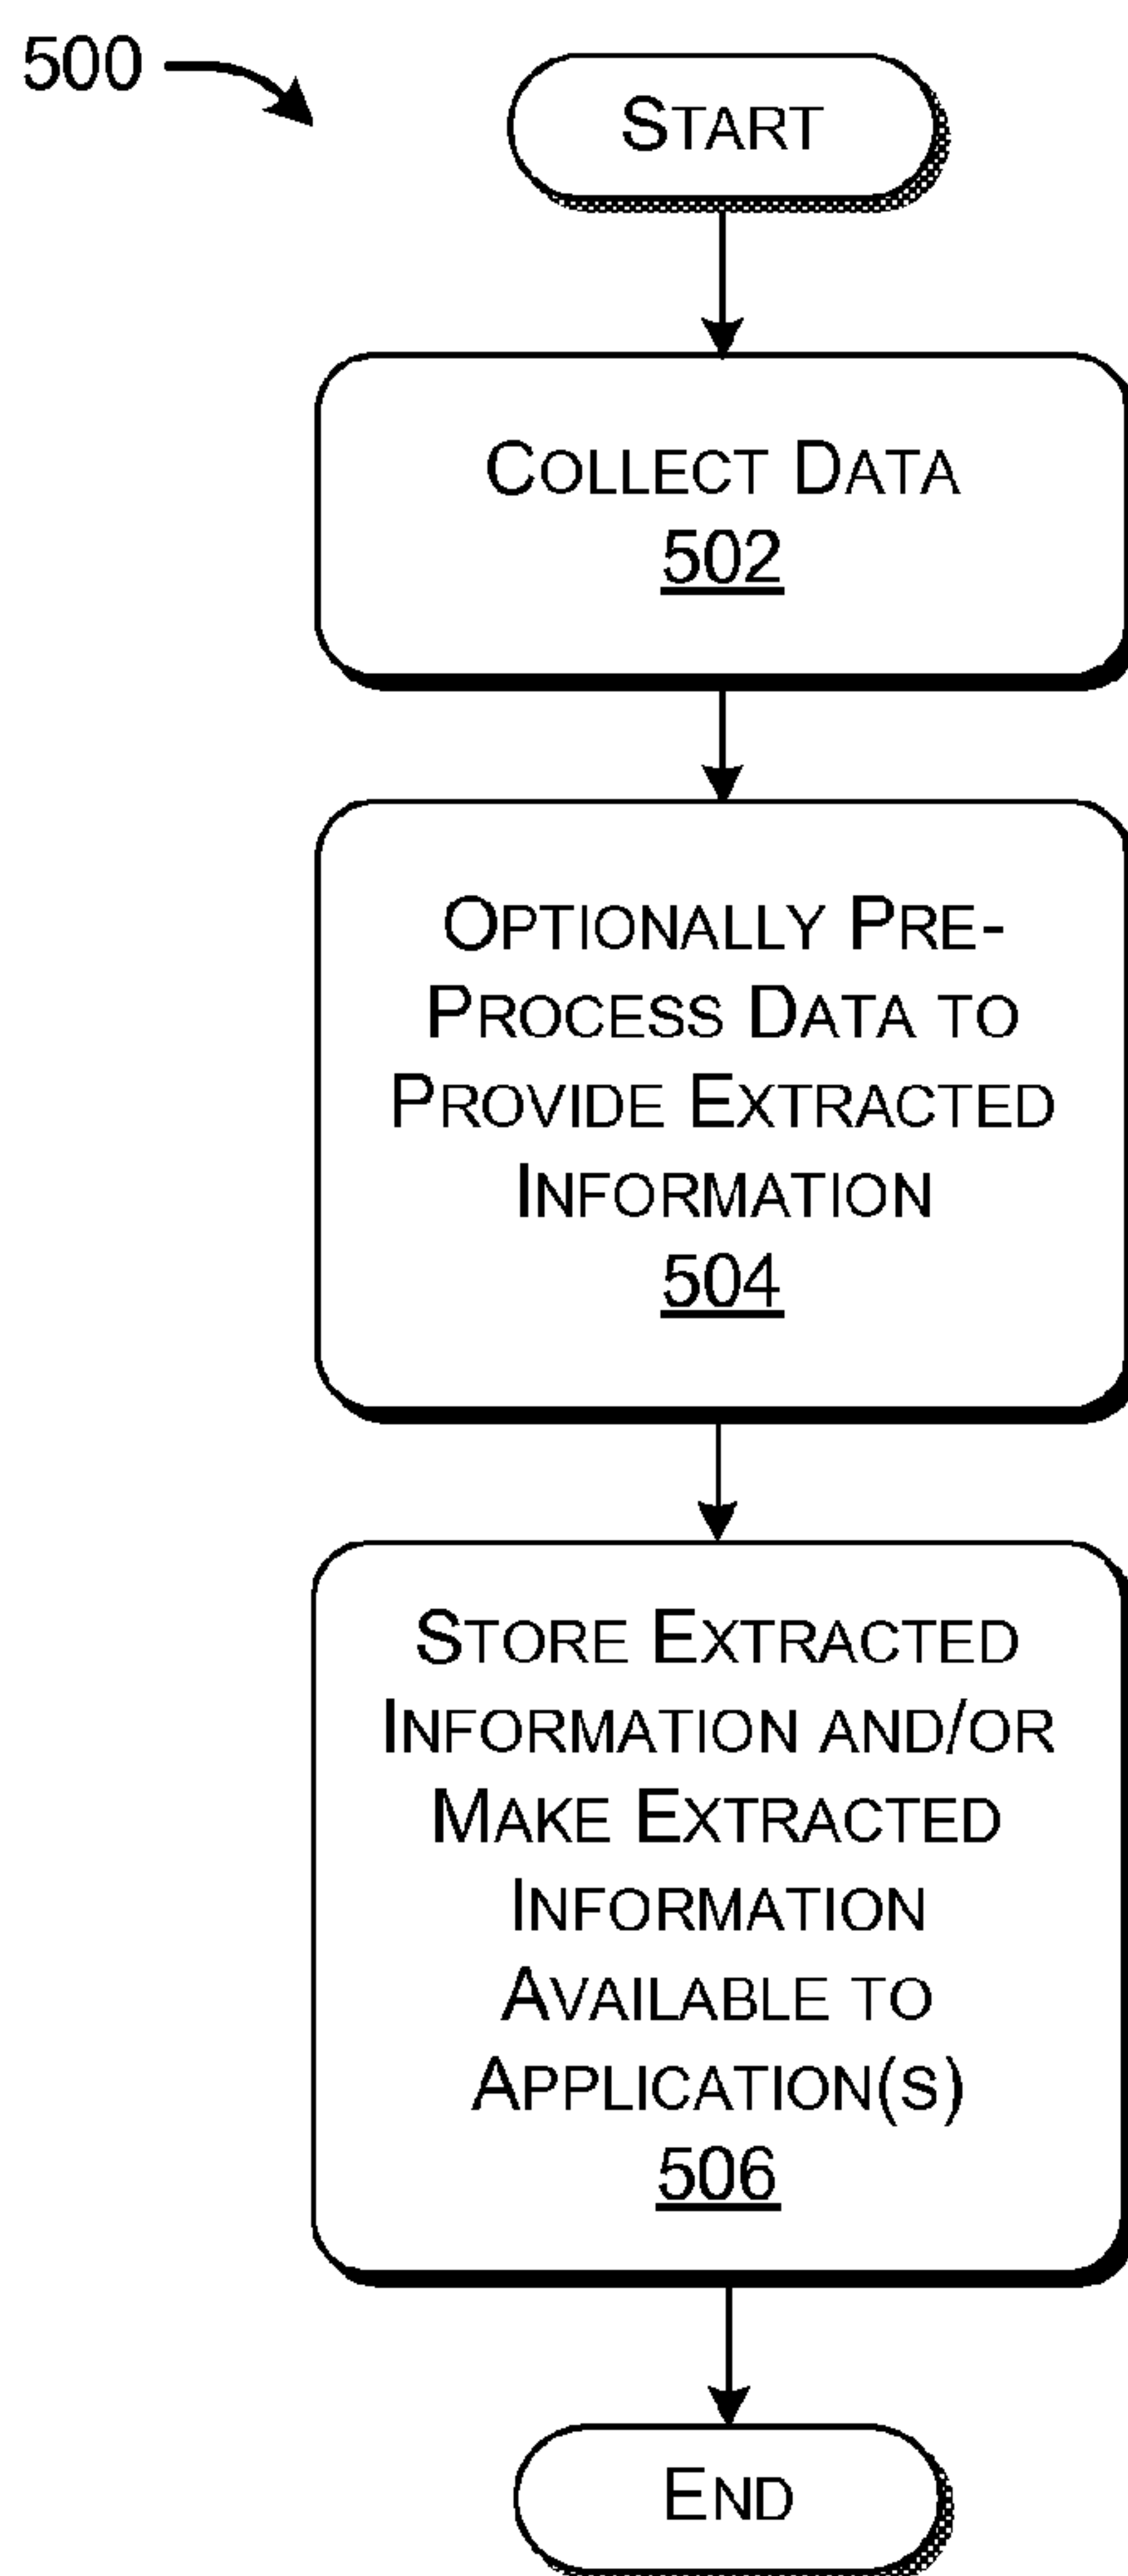 500
START
COLLECT DATA
502
OPTIONALLY PRE-
PROCESS DATA TO
PROVIDE EXTRACTED
INFORMATION
504
STORE EXTRACTED
INFORMATION AND/OR
MAKE EXTRACTED
INFORMATION
AVAILABLE TO
APPLICATION(S)
506
END